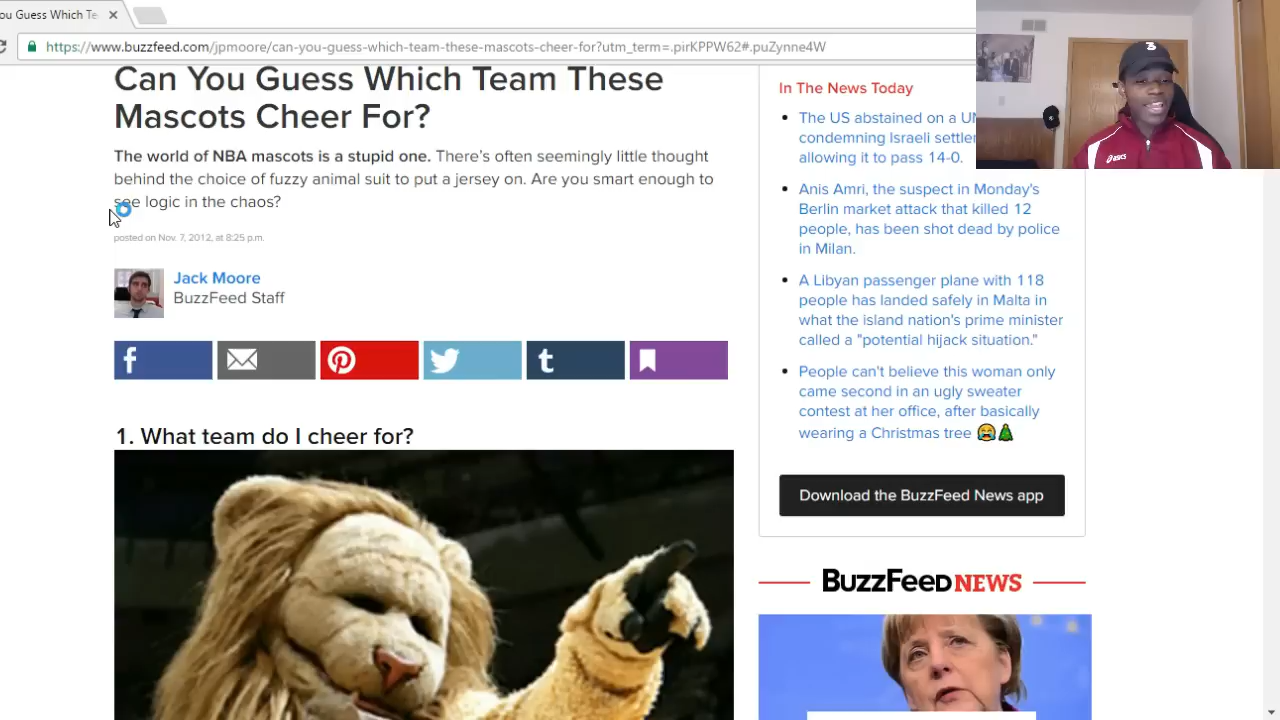 you Guess Which Te
https://www.buzzfeed.com/jpmoore/can-you-guess-which-team-these-mascots-cheer-for?utm_term=.pirKPPW62#.puZynne4W
Can You Guess Which Team These
Mascots Cheer For?
The world of NBA mascots is a stupid one. There's often seemingly little thought
behind the choice of fuzzy animal suit to put a jersey on. Are you smart enough to
see logic in the chaos?
posted on Nov. 7, 2012, at 8:25 p.m.
Jack Moore
BuzzFeed Staff
1. What team do I cheer for?
In The News Today
The US abstained on a UN
condemning Israeli settle
allowing it to pass 14-0.
Anis Amri, the suspect in Monday's
Berlin market attack that killed 12
people, has been shot dead by police
in Milan.
A Libyan passenger plane with 118
people has landed safely in Malta in
what the island nation's prime minister
called a "potential hijack situation."
People can't believe this woman only
came second in an ugly sweater
contest at her office, after basically
wearing a Christmas tree 😭🎄
Download the BuzzFeed News app
BuzzFeed NEWS
asics